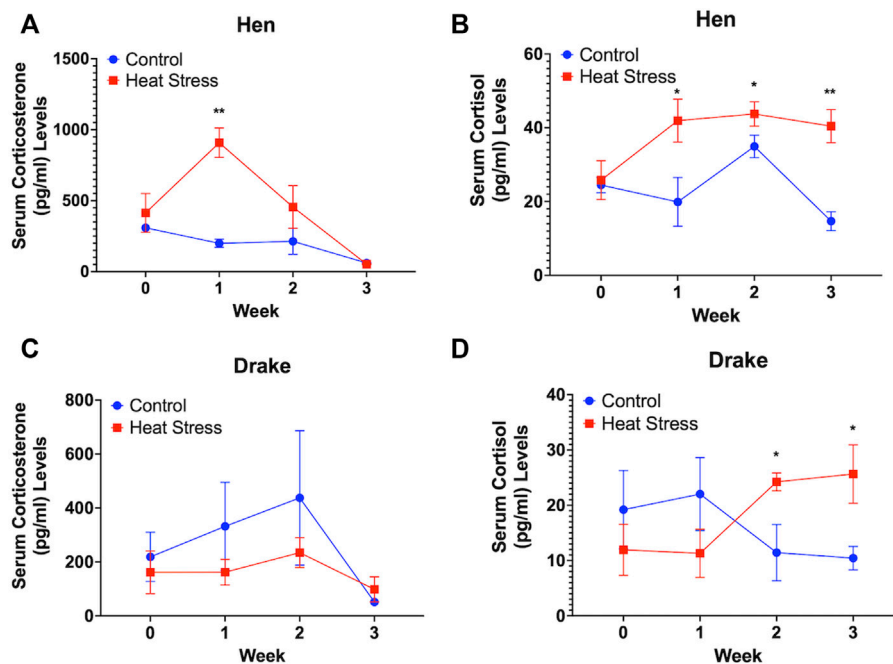 A
Hen
Control
Heat Stress
Serum Corticosterone
(pg/ml) Levels
1500
1000
500
0
**
0 1 2 3
Week
B
Hen
Control
Heat Stress
Serum Cortisol
(pg/ml) Levels
60
40
20
0
* * **
0 1 2 3
Week
C
Drake
Control
Heat Stress
Serum Corticosterone
(pg/ml) Levels
800
600
400
200
0
0 1 2 3
Week
D
Drake
Control
Heat Stress
Serum Cortisol
(pg/ml) Levels
40
30
20
10
0
* *
0 1 2 3
Week